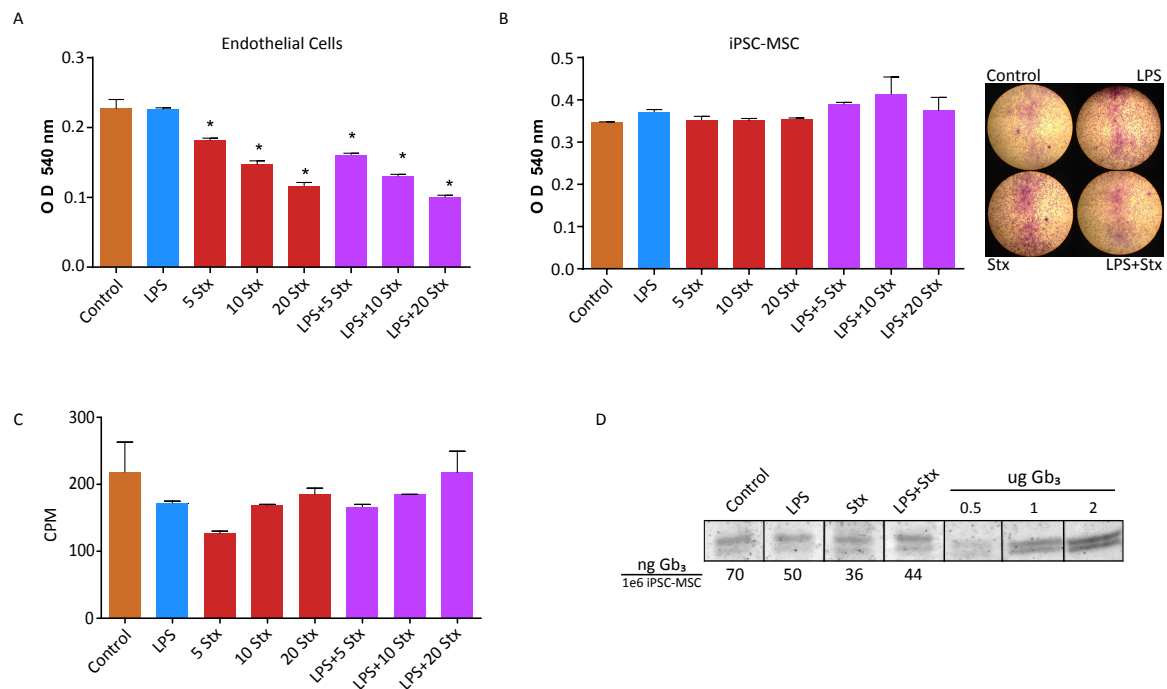 A
Endothelial Cells
O D 540 nm
0.3
0.2
0.1
0.0
*
*
*
*
*
*
Control
LPS
5 Stx
10 Stx
20 Stx
LPS+5 Stx
LPS+10 Stx
LPS+20 Stx
B
iPSC-MSC
O D 540 nm
0.5
0.4
0.3
0.2
0.1
0.0
Control
LPS
5 Stx
10 Stx
20 Stx
LPS+5 Stx
LPS+10 Stx
LPS+20 Stx
Control LPS
Stx LPS+Stx
C
CPM
300
200
100
0
Control
LPS
5 Stx
10 Stx
20 Stx
LPS+5 Stx
LPS+10 Stx
LPS+20 Stx
D
Control LPS Stx LPS+Stx
ug Gb₃
0.5 1 2
ng Gb₃
1e6 iPSC-MSC
70 50 36 44